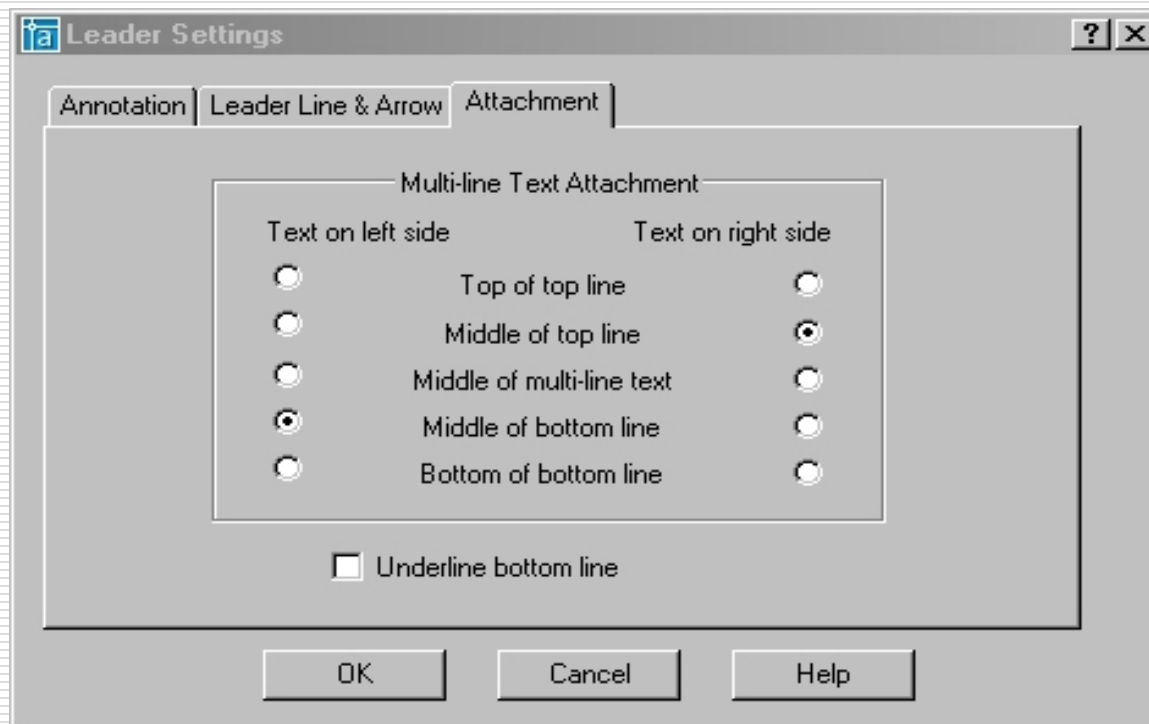 Leader Settings
Annotation Leader Line & Arrow Attachment
Multi-line Text Attachment
Text on left side Text on right side
Top of top line
Middle of top line
Middle of multi-line text
Middle of bottom line
Bottom of bottom line
Underline bottom line
OK Cancel Help